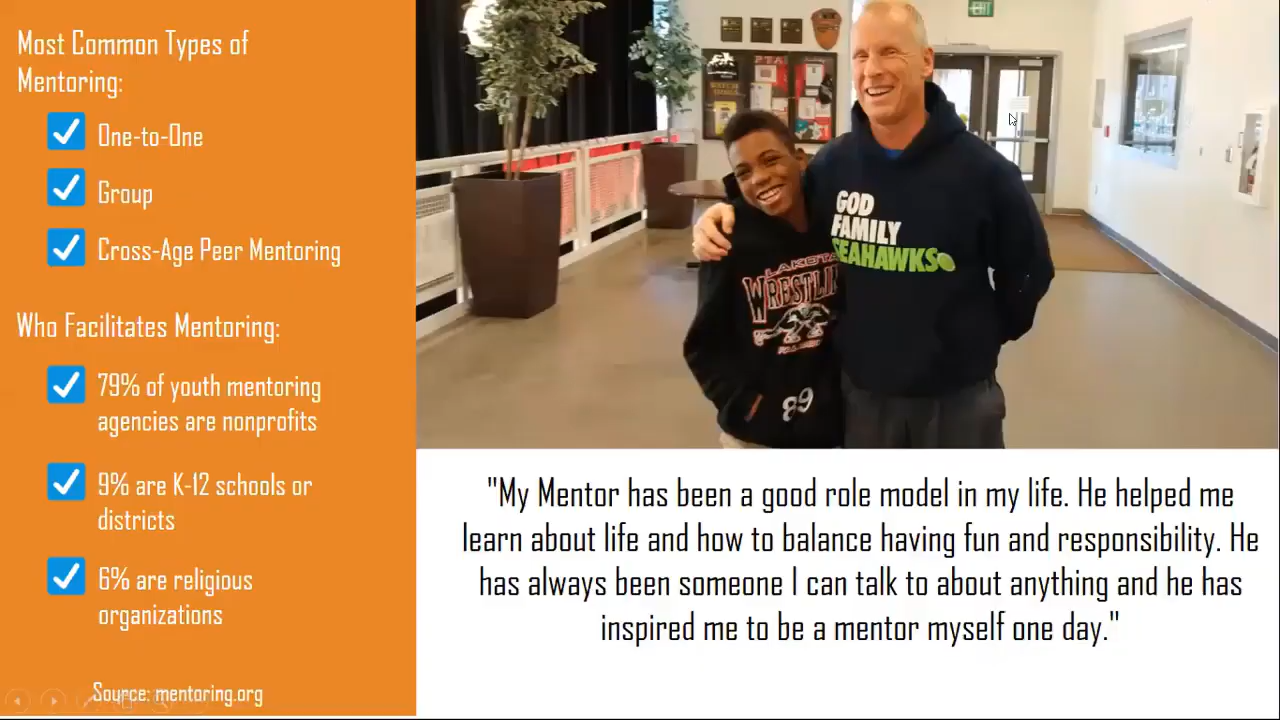 Most Common Types of
Mentoring:
One-to-One
Group
Cross-Age Peer Mentoring
Who Facilitates Mentoring:
79% of youth mentoring
agencies are nonprofits
9% are K-12 schools or
districts
6% are religious
organizations
Source: mentoring.org
PTA
GOD
FAMILY
SEAHAWKS
LAKOTA
WRESTLIN
89
"My Mentor has been a good role model in my life. He helped me
learn about life and how to balance having fun and responsibility. He
has always been someone I can talk to about anything and he has
inspired me to be a mentor myself one day."